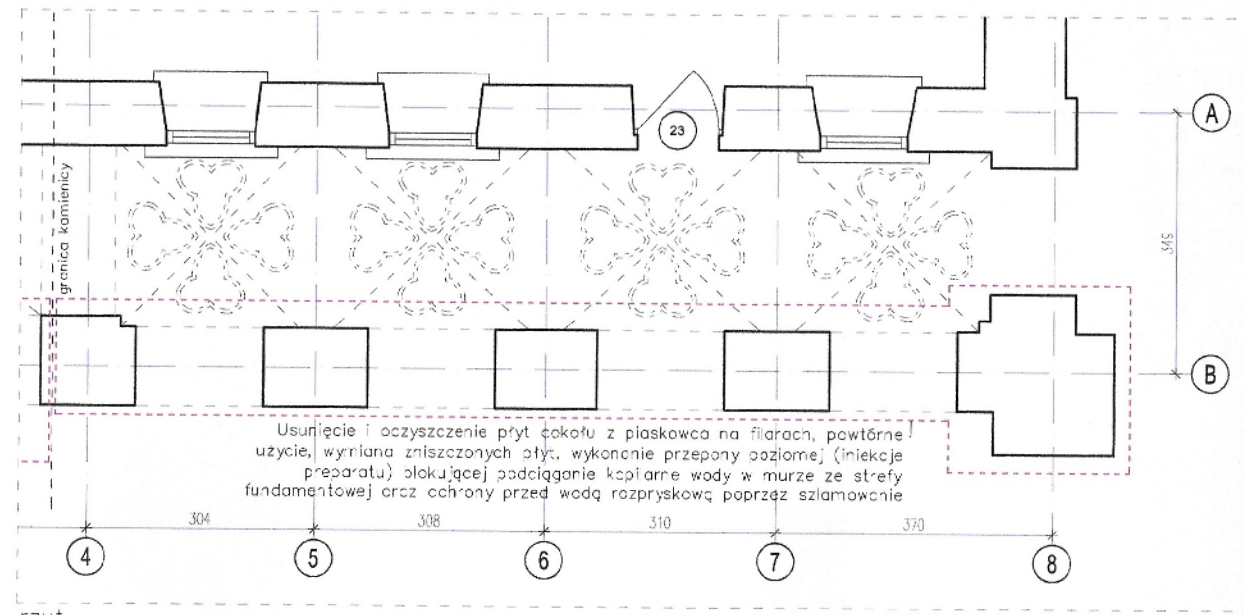 A
23
granica kamienicy
349
B
Usunięcie i oczyszczenie płyt cokołu z piaskowca na filarach, powtórne
użycie, wymiana zniszczonych płyt, wykonanie przepony poziomej (iniekcje
preparatu) blokującej podciąganie kapilarne wody w murze ze strefy
fundamentowej oraz ochrony przed wodą rozpryskową poprzez szlamowanie
304 308 310 370
4 5 6 7 8
rzut